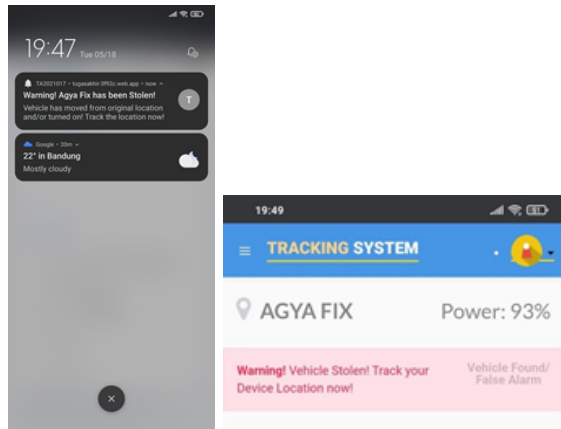 19:47 Tue 05/18
TA2021017 • tugasakhir-3f92c.web.app • now
Warning! Agya Fix has been Stolen!
Vehicle has moved from original location
and/or turned on! Track the location now!
T
Google • 20m
22° in Bandung
Mostly cloudy
19:49
TRACKING SYSTEM
AGYA FIX Power: 93%
Warning! Vehicle Stolen! Track your
Device Location now!
Vehicle Found/
False Alarm